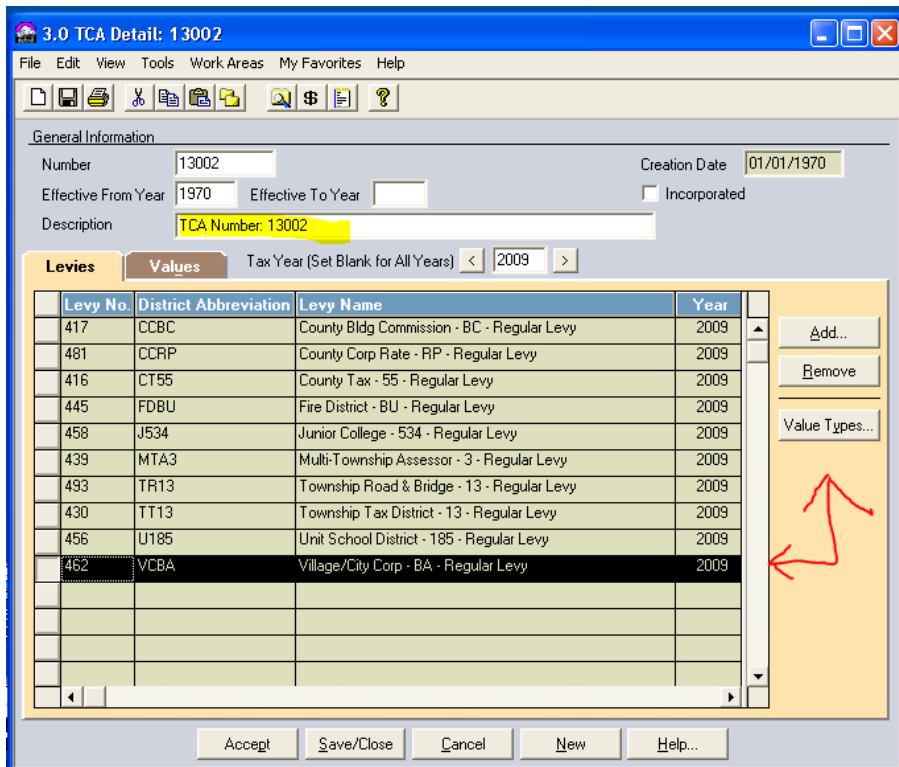 3.0 TCA Detail: 13002
File Edit View Tools Work Areas My Favorites Help
General Information
Number 13002 Creation Date 01/01/1970
Effective From Year 1970 Effective To Year Incorporated
Description TCA Number: 13002
Levies Values Tax Year (Set Blank for All Years) < 2009 >
Levy No. District Abbreviation Levy Name Year
417 CCBC County Bldg Commission - BC - Regular Levy 2009 Add...
481 CCRP County Corp Rate - RP - Regular Levy 2009
416 CT55 County Tax - 55 - Regular Levy 2009 Remove
445 FDBU Fire District - BU - Regular Levy 2009
458 J534 Junior College - 534 - Regular Levy 2009 Value Types...
439 MTA3 Multi-Township Assessor - 3 - Regular Levy 2009
493 TR13 Township Road & Bridge - 13 - Regular Levy 2009
430 TT13 Township Tax District - 13 - Regular Levy 2009
456 U185 Unit School District - 185 - Regular Levy 2009
462 VCBA Village/City Corp - BA - Regular Levy 2009
Accept Save/Close Cancel New Help...